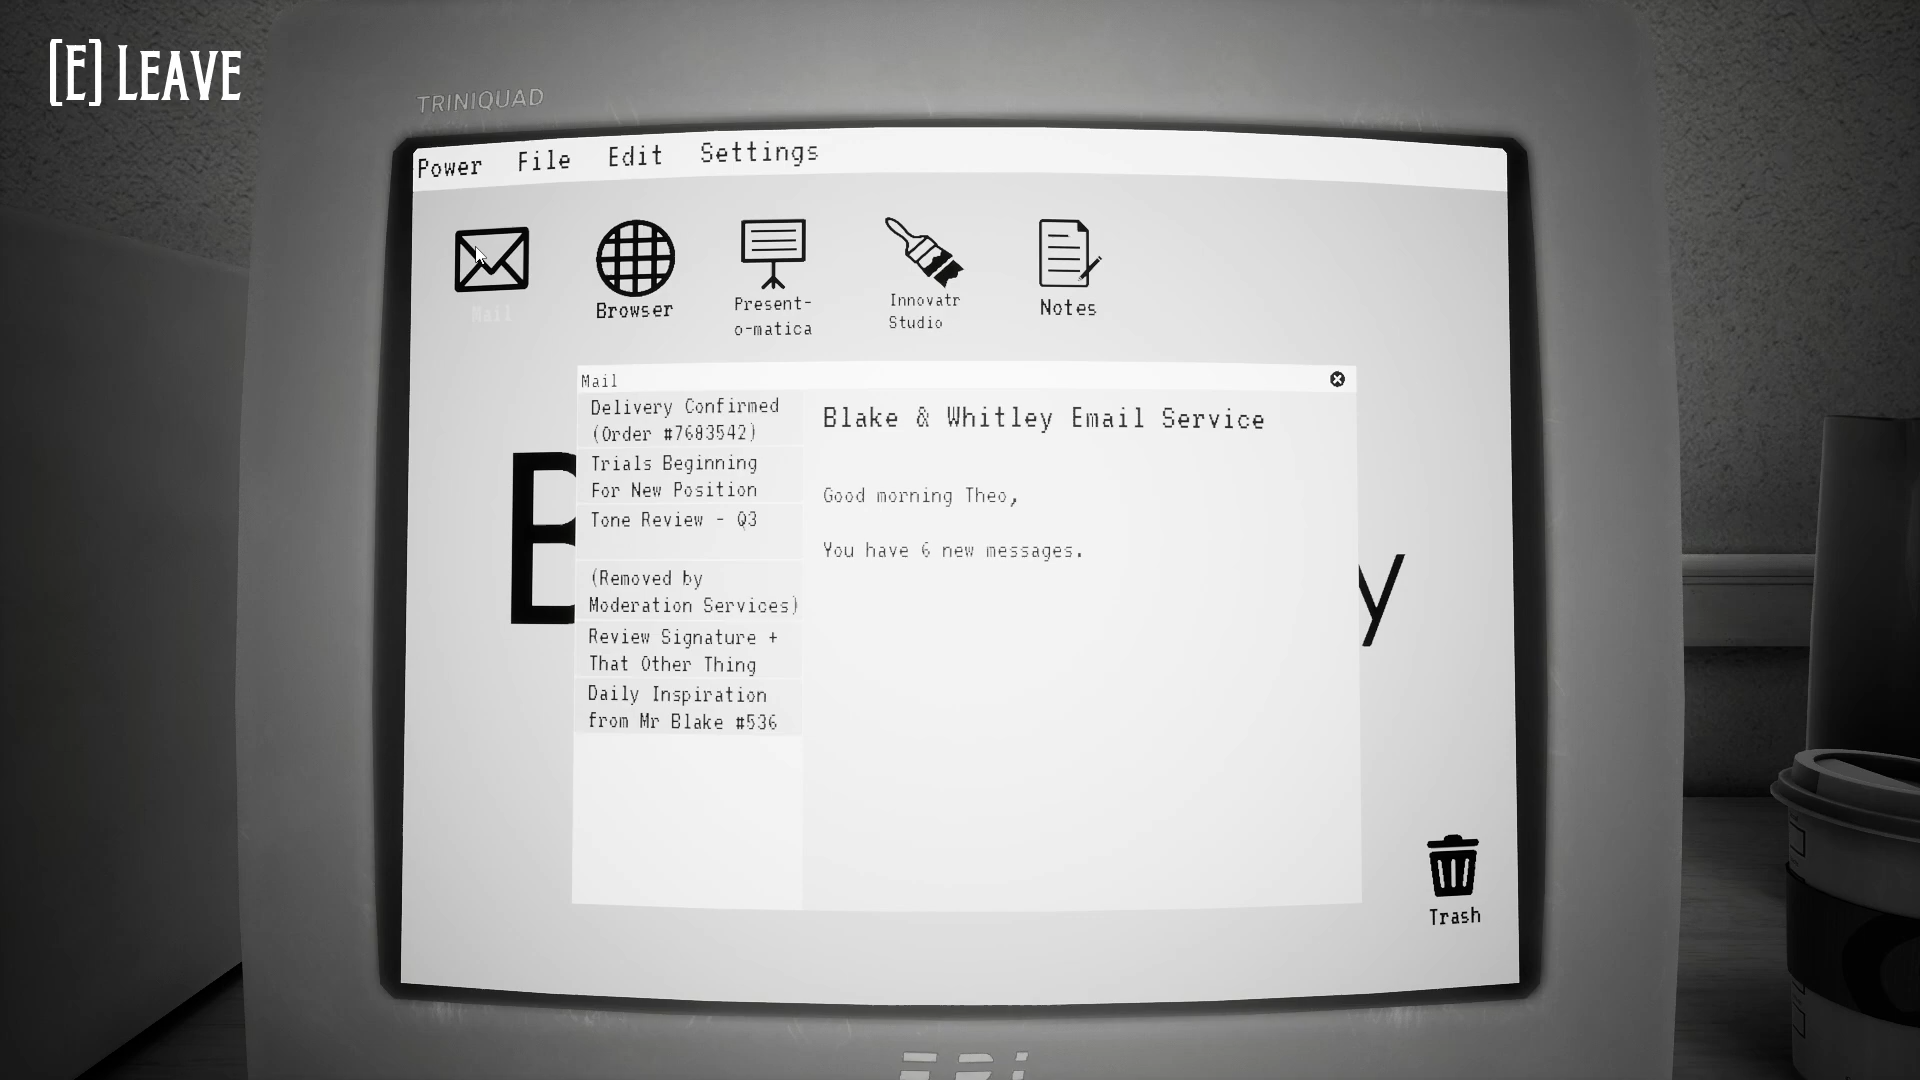 [E] LEAVE
TRINIQUAD
Power File Edit Settings
Mail
Browser
Present-
o-matica
Innovatr
Studio
Notes
Mail
Delivery Confirmed
(Order #7683542)
Trials Beginning
For New Position
Tone Review - Q3
(Removed by
Moderation Services)
Review Signature +
That Other Thing
Daily Inspiration
from Mr Blake #536
Blake & Whitley Email Service
Good morning Theo,
You have 6 new messages.
B
y
Trash